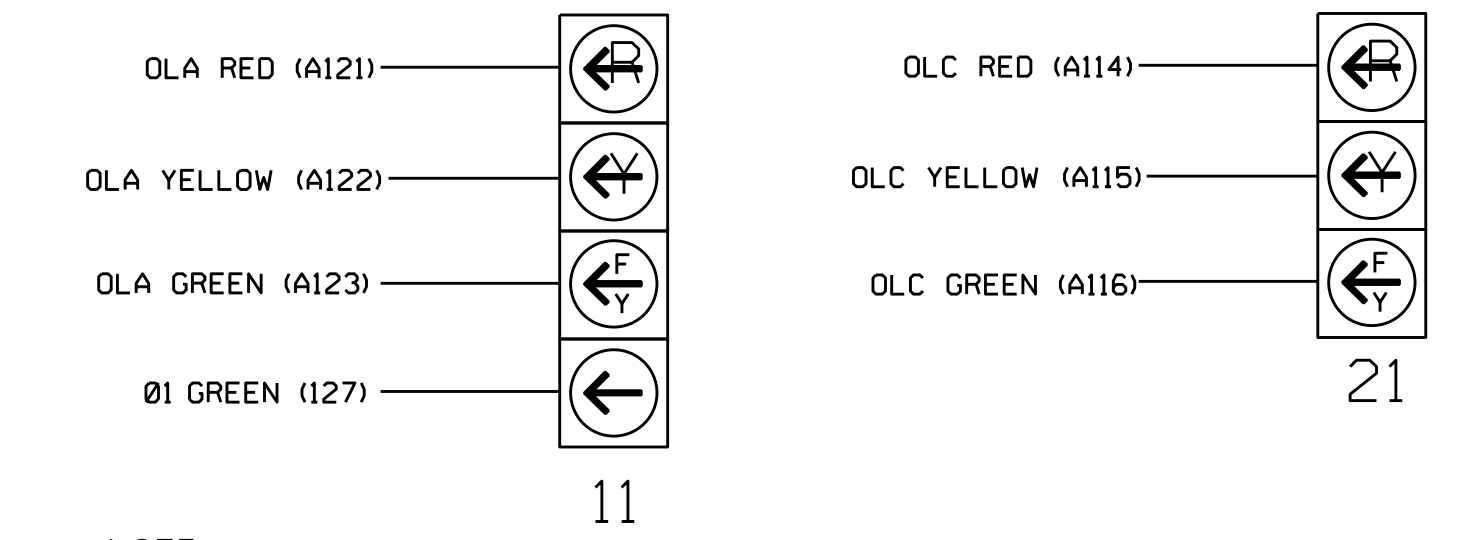 OLA RED (A121)
R
OLA YELLOW (A122)
Y
OLA GREEN (A123)
F
Y
Ø1 GREEN (127)
11
OLC RED (A114)
R
OLC YELLOW (A115)
Y
OLC GREEN (A116)
F
Y
21